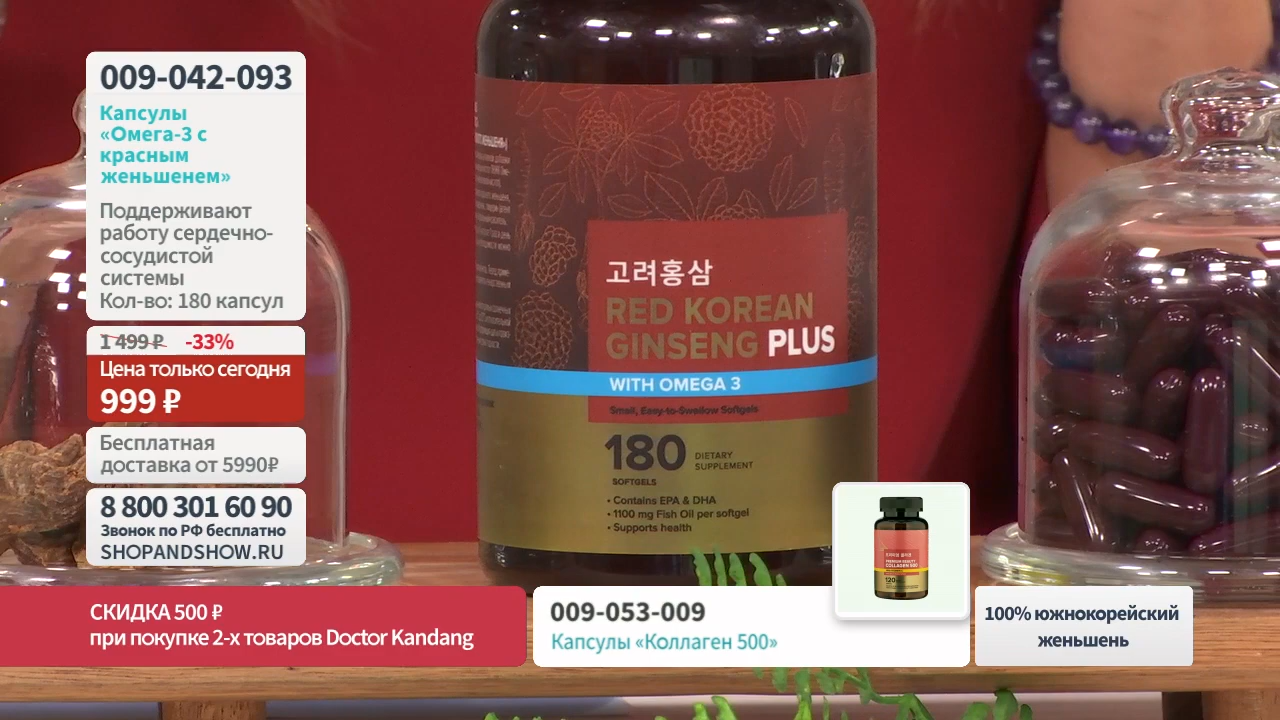 009-042-093
Капсулы
«Омега-3 с
красным
женьшенем»
Поддерживают
работу сердечно-
сосудистой
системы
Кол-во: 180 капсул
1 499 ₽ -33%
Цена только сегодня
999 ₽
Бесплатная
доставка от 5990₽
8 800 301 60 90
Звонок по РФ бесплатно
SHOPANDSHOW.RU
고려홍삼
RED KOREAN
GINSENG PLUS
WITH OMEGA 3
Small, Easy-to-Swallow Softgels
180 DIETARY
SUPPLEMENT
SOFTGELS
• Contains EPA & DHA
• 1100 mg Fish Oil per softgel
• Supports health
COLLAGEN 500
120
СКИДКА 500 ₽
при покупке 2-х товаров Doctor Kandang
009-053-009
Капсулы «Коллаген 500»
100% южнокорейский
женьшень